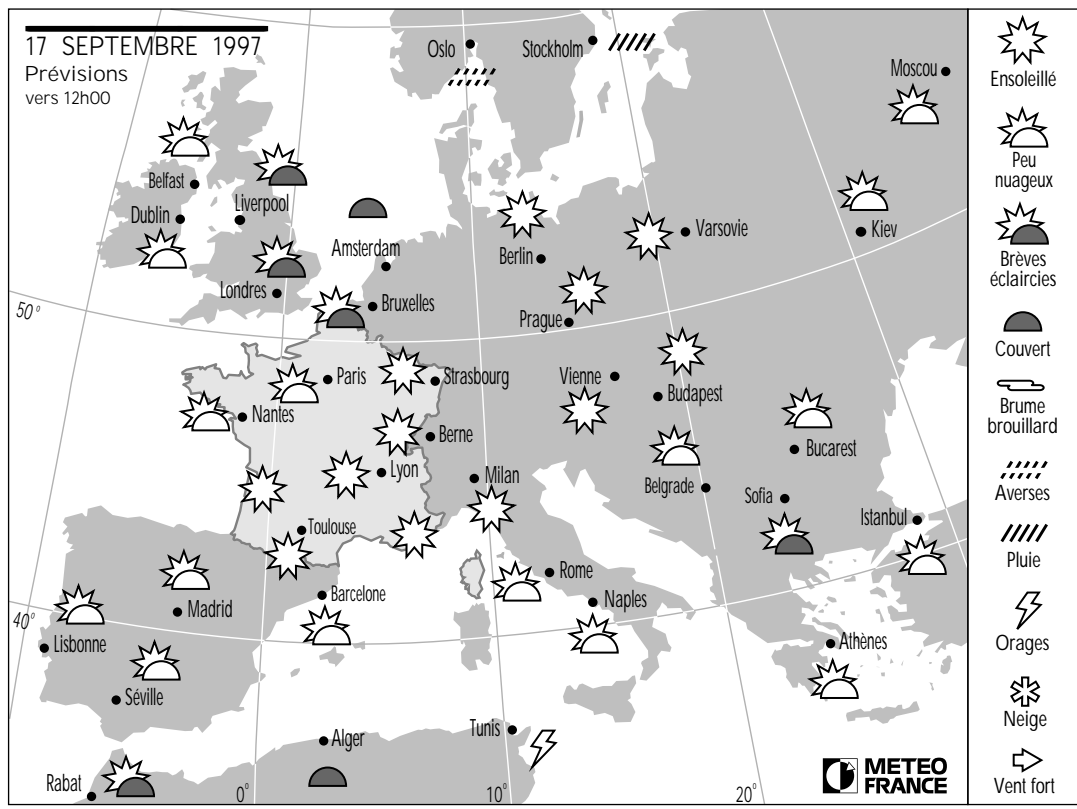 17 SEPTEMBRE 1997
Prévisions
vers 12h00
Oslo
Stockholm
Moscou
Belfast
Dublin
Liverpool
Amsterdam
Berlin
Varsovie
Kiev
Londres
Bruxelles
Prague
50°
Paris
Strasbourg
Vienne
Budapest
Nantes
Berne
Bucarest
Lyon
Milan
Belgrade
Sofia
Istanbul
Toulouse
Rome
Barcelone
Naples
Madrid
40°
Lisbonne
Athènes
Séville
Alger
Tunis
Rabat
0°
10°
20°
METEO
FRANCE
Ensoleillé
Peu
nuageux
Brèves
éclaircies
Couvert
Brume
brouillard
Averses
Pluie
Orages
Neige
Vent fort